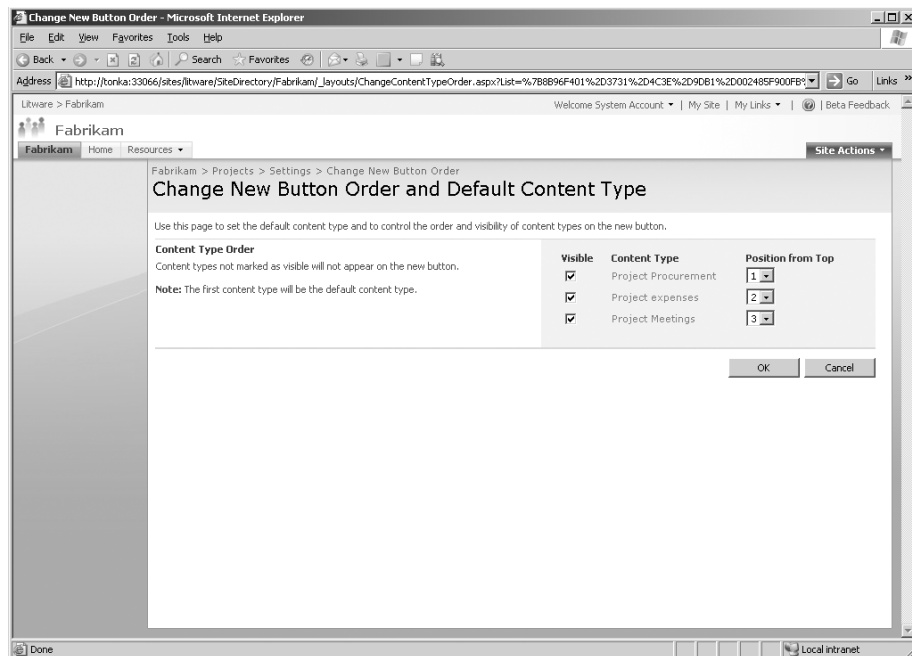 Change New Button Order - Microsoft Internet Explorer
File Edit View Favorites Tools Help
Back Search Favorites
Address http://tonka:33066/sites/litware/SiteDirectory/Fabrikam/_layouts/ChangeContentTypeOrder.aspx?List=%7B8B96F401%2D3731%2D4C3E%2D9DB1%2D002485F900FB% Go Links »
Litware > Fabrikam Welcome System Account | My Site | My Links | Beta Feedback
Fabrikam
Fabrikam Home Resources Site Actions
Fabrikam > Projects > Settings > Change New Button Order
Change New Button Order and Default Content Type
Use this page to set the default content type and to control the order and visibility of content types on the new button.
Content Type Order
Content types not marked as visible will not appear on the new button.
Note: The first content type will be the default content type.
Visible Content Type Position from Top
Project Procurement 1
Project expenses 2
Project Meetings 3
OK Cancel
Done Local intranet